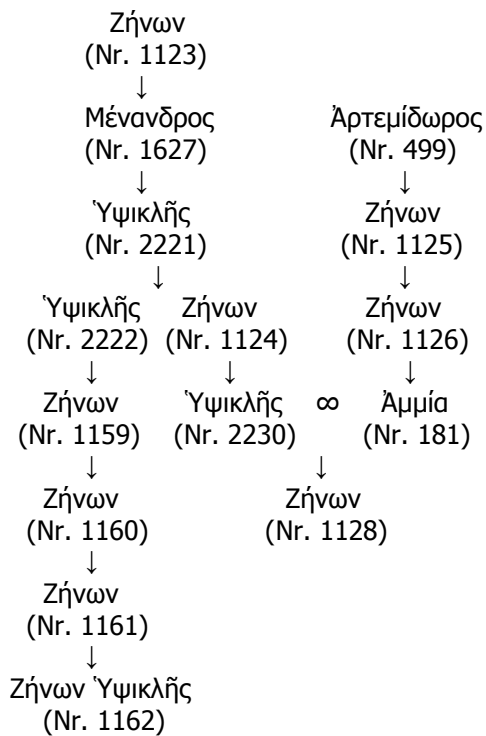 Ζήνων
(Nr. 1123)
↓
Μένανδρος Ἀρτεμίδωρος
(Nr. 1627) (Nr. 499)
↓ ↓
Ὑψικλῆς Ζήνων
(Nr. 2221) (Nr. 1125)
↓ ↓
Ὑψικλῆς Ζήνων Ζήνων
(Nr. 2222) (Nr. 1124) (Nr. 1126)
↓ ↓ ↓
Ζήνων Ὑψικλῆς ∞ Ἀμμία
(Nr. 1159) (Nr. 2230) (Nr. 181)
↓ ↓
Ζήνων Ζήνων
(Nr. 1160) (Nr. 1128)
↓
Ζήνων
(Nr. 1161)
↓
Ζήνων Ὑψικλῆς
(Nr. 1162)